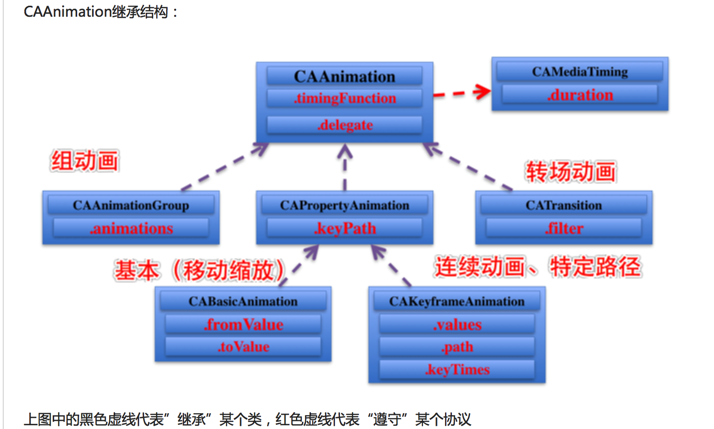 CAAnimation继承结构：
CAAnimation
.timingFunction
.delegate
CAMediaTiming
.duration
组动画
转场动画
CAAnimationGroup
.animations
CAPropertyAnimation
.keyPath
CATransition
.filter
基本（移动缩放）
连续动画、特定路径
CABasicAnimation
.fromValue
.toValue
CAKeyframeAnimation
.values
.path
.keyTimes
上图中的黑色虚线代表”继承”某个类，红色虚线代表“遵守”某个协议